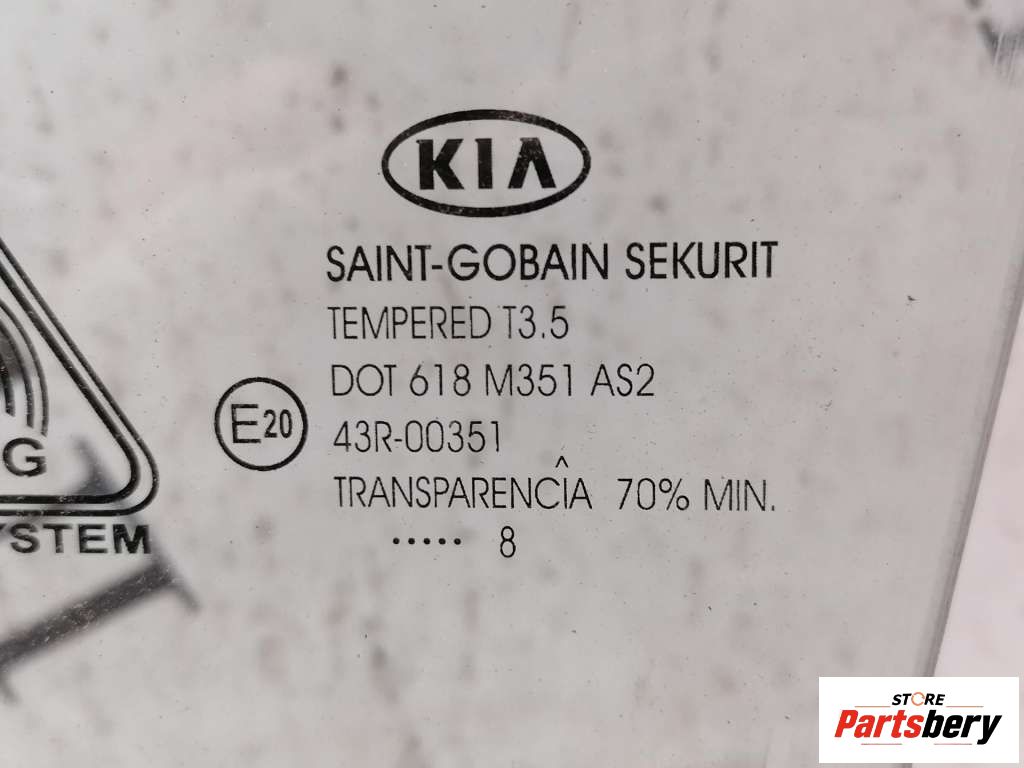 KIA
SAINT-GOBAIN SEKURIT
TEMPERED T3.5
DOT 618 M351 AS2
E20
43R-00351
TRANSPARENCÎA 70% MIN.
..... 8
G
YSTEM
STORE
Partsbery